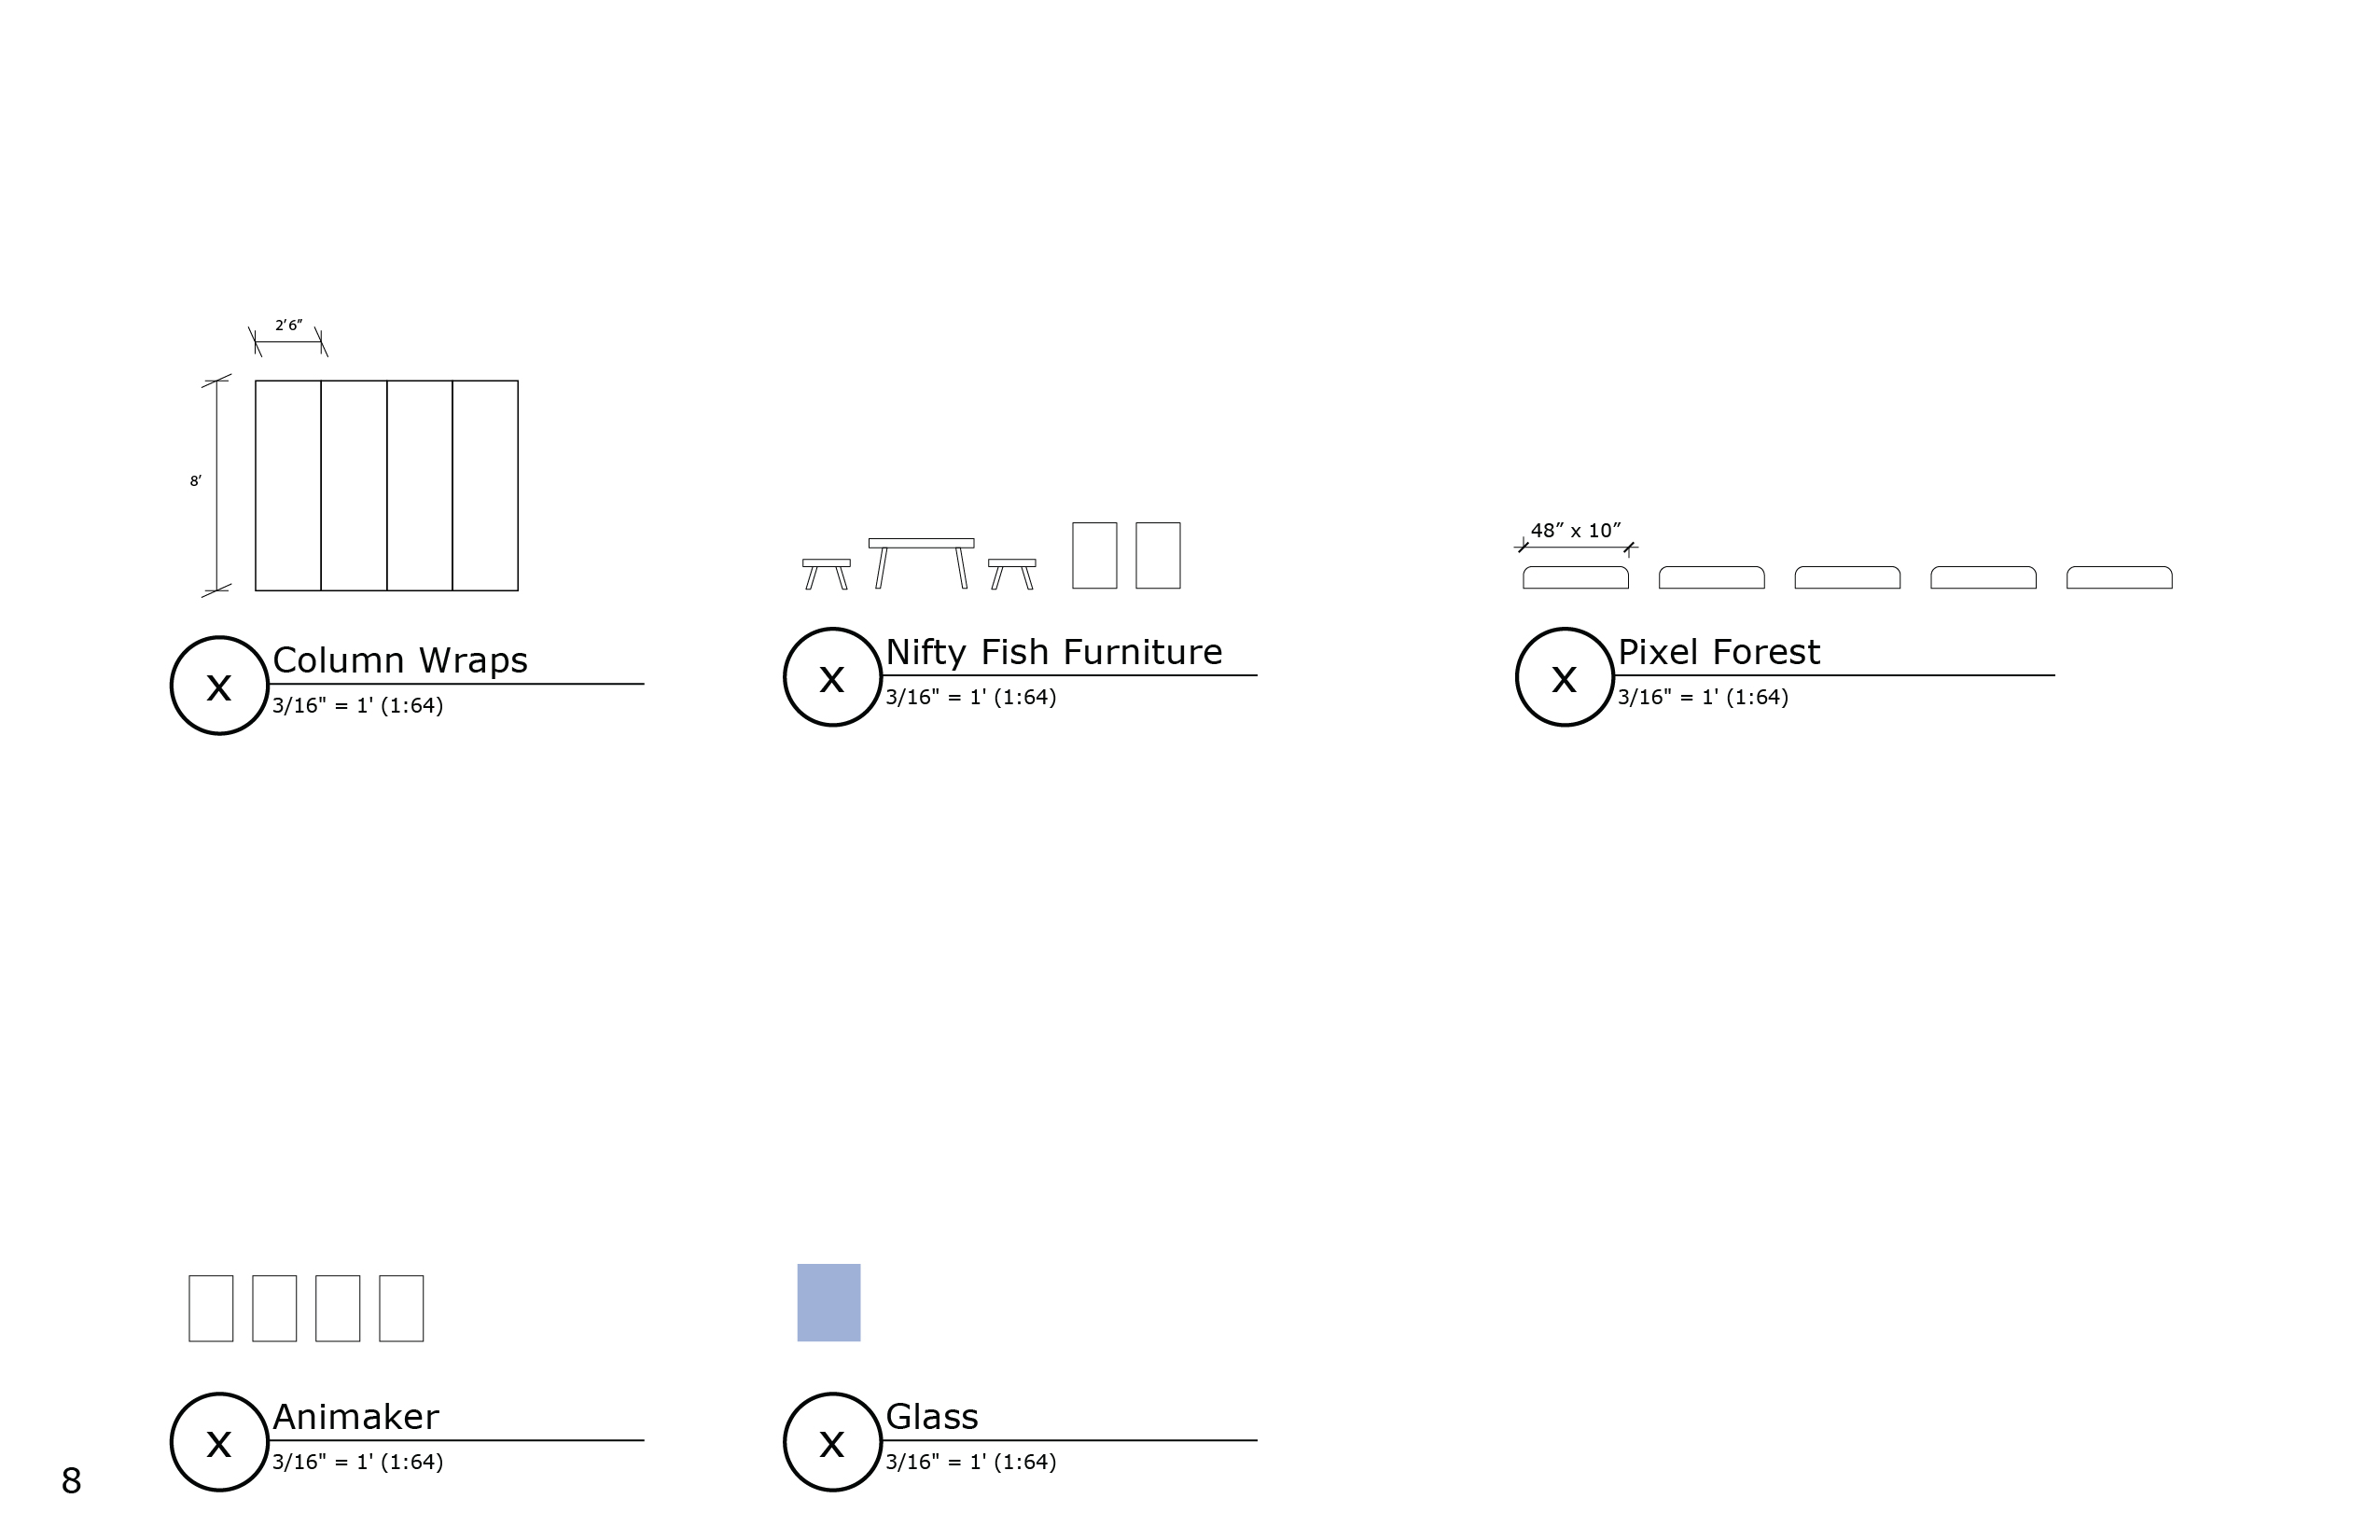 2’6”
8’
Column Wraps
x
3/16" = 1' (1:64)
Nifty Fish Furniture
x
3/16" = 1' (1:64)
48” x 10”
Pixel Forest
x
3/16" = 1' (1:64)
Animaker
x
3/16" = 1' (1:64)
Glass
x
3/16" = 1' (1:64)
8